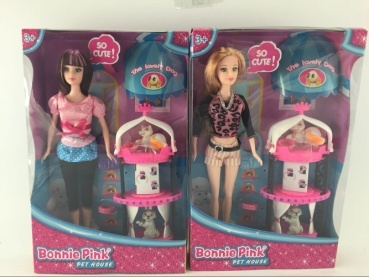 3+
SO
CUTE!
The lovely Dog
Bonnie Pink
PET HOUSE
3+
SO
CUTE!
The lovely Dog
Bonnie Pink
PET HOUSE